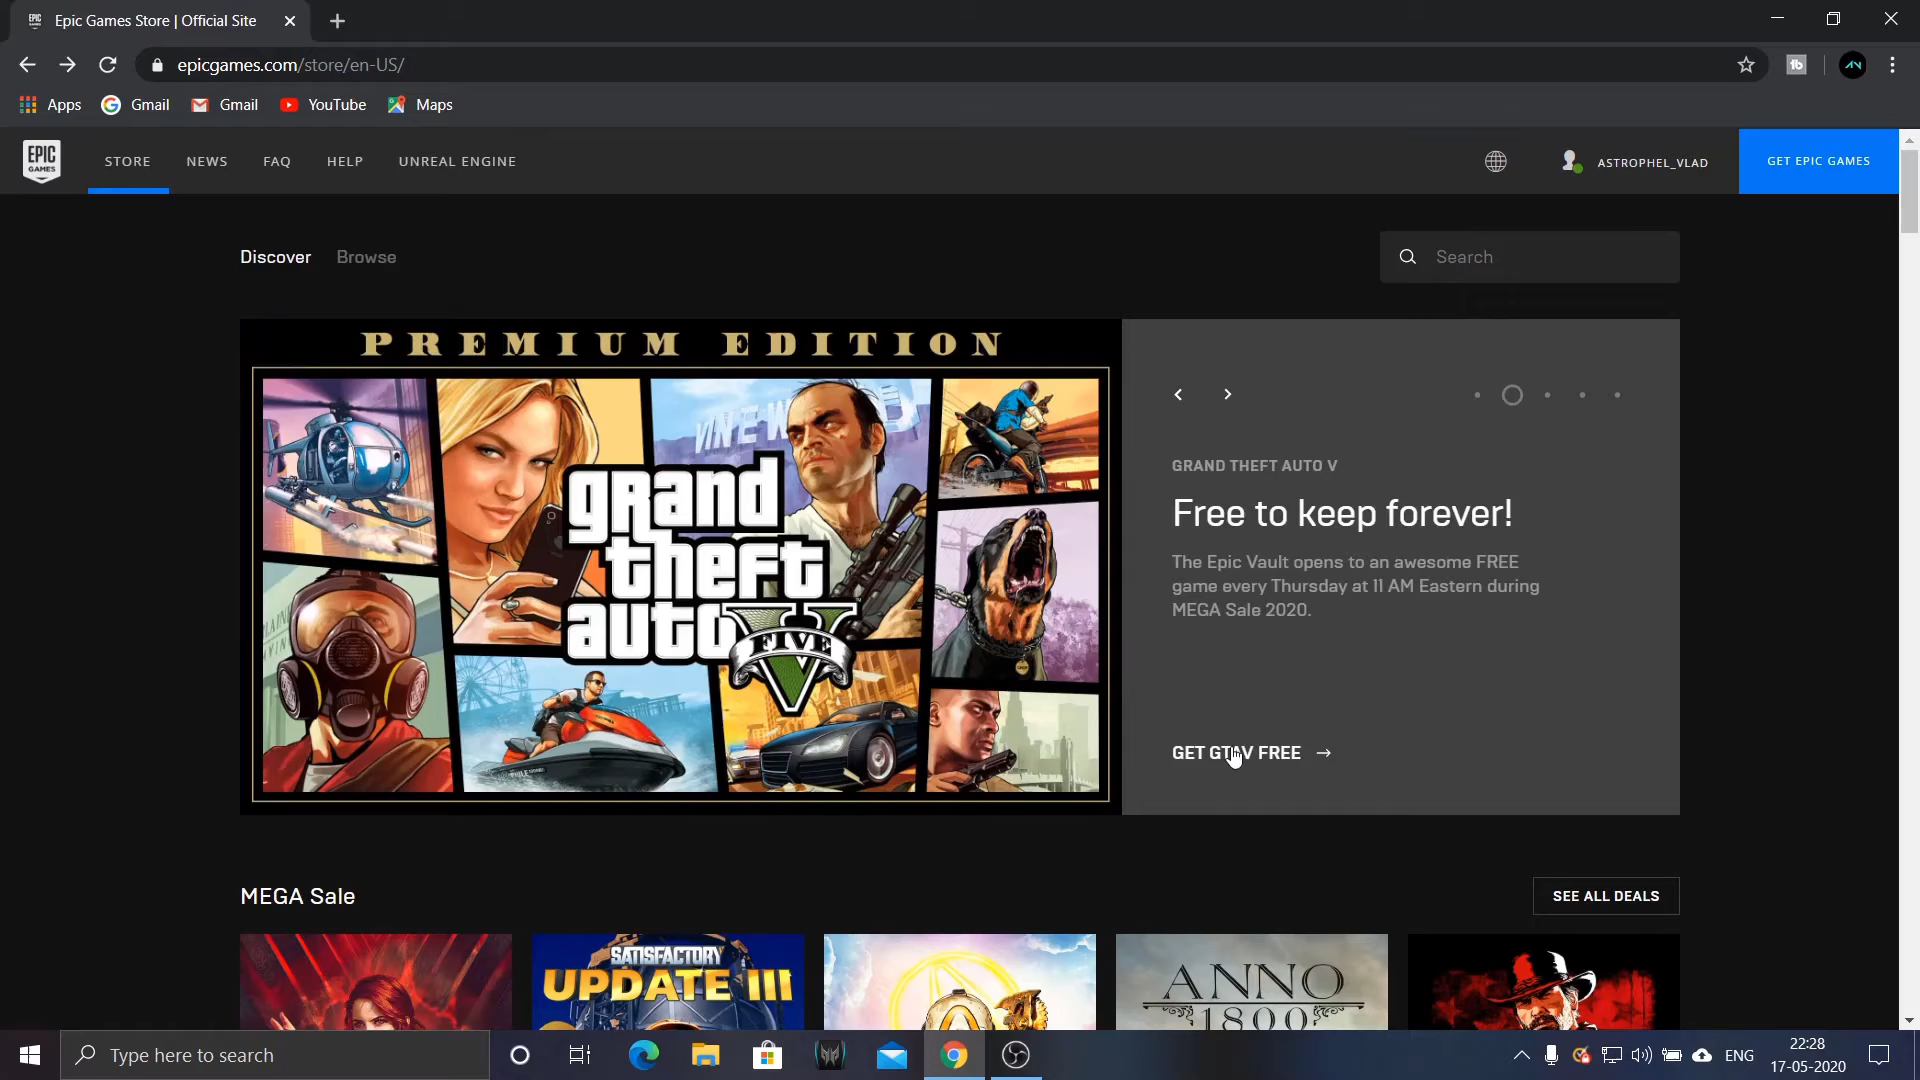 Epic Games Store | Official Site
epicgames.com/store/en-US/
Apps
Gmail
Gmail
YouTube
Maps
EPIC
GAMES
STORE
NEWS
FAQ
HELP
UNREAL ENGINE
ASTROPHEL_VLAD
GET EPIC GAMES
Discover
Browse
Search
PREMIUM EDITION
VINEW
grand
theft
auto
FIVE
GRAND THEFT AUTO V
Free to keep forever!
The Epic Vault opens to an awesome FREE
game every Thursday at 11 AM Eastern during
MEGA Sale 2020.
GET GTA V FREE
MEGA Sale
SEE ALL DEALS
SATISFACTORY
UPDATE III
ANNO
1800
Type here to search
ENG
22:28
17-05-2020